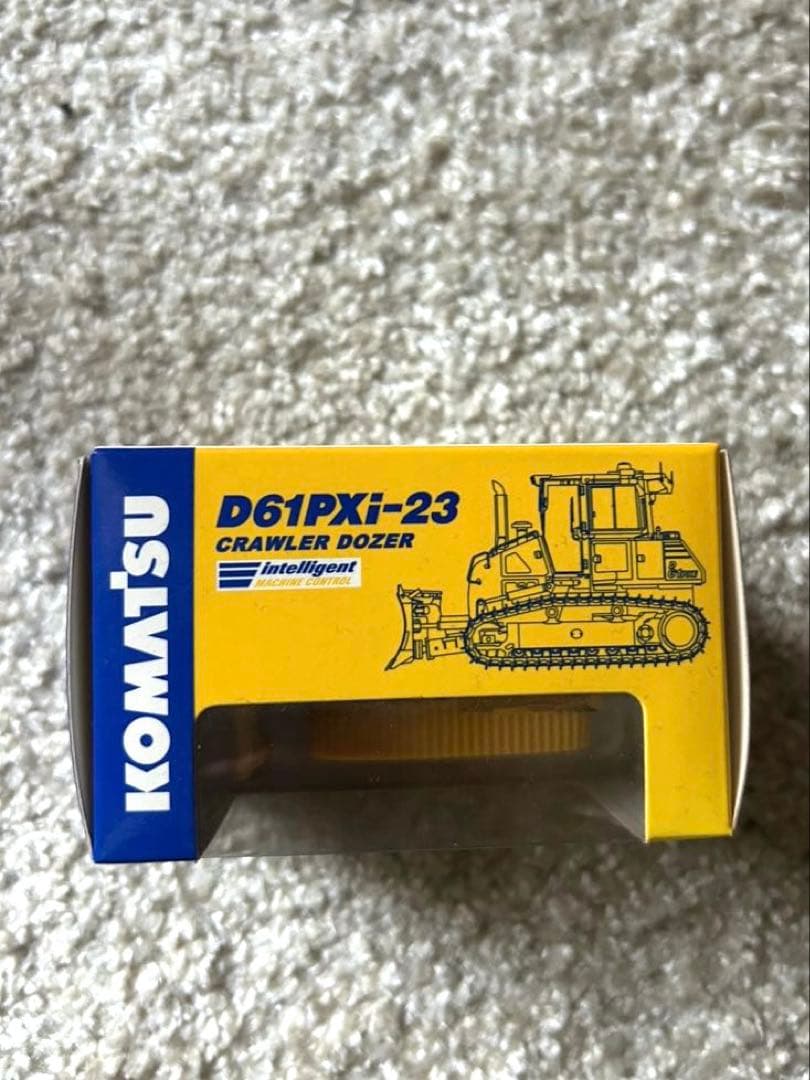 KOMATSU
D61PXi-23
CRAWLER DOZER
intelligent
MACHINE CONTROL